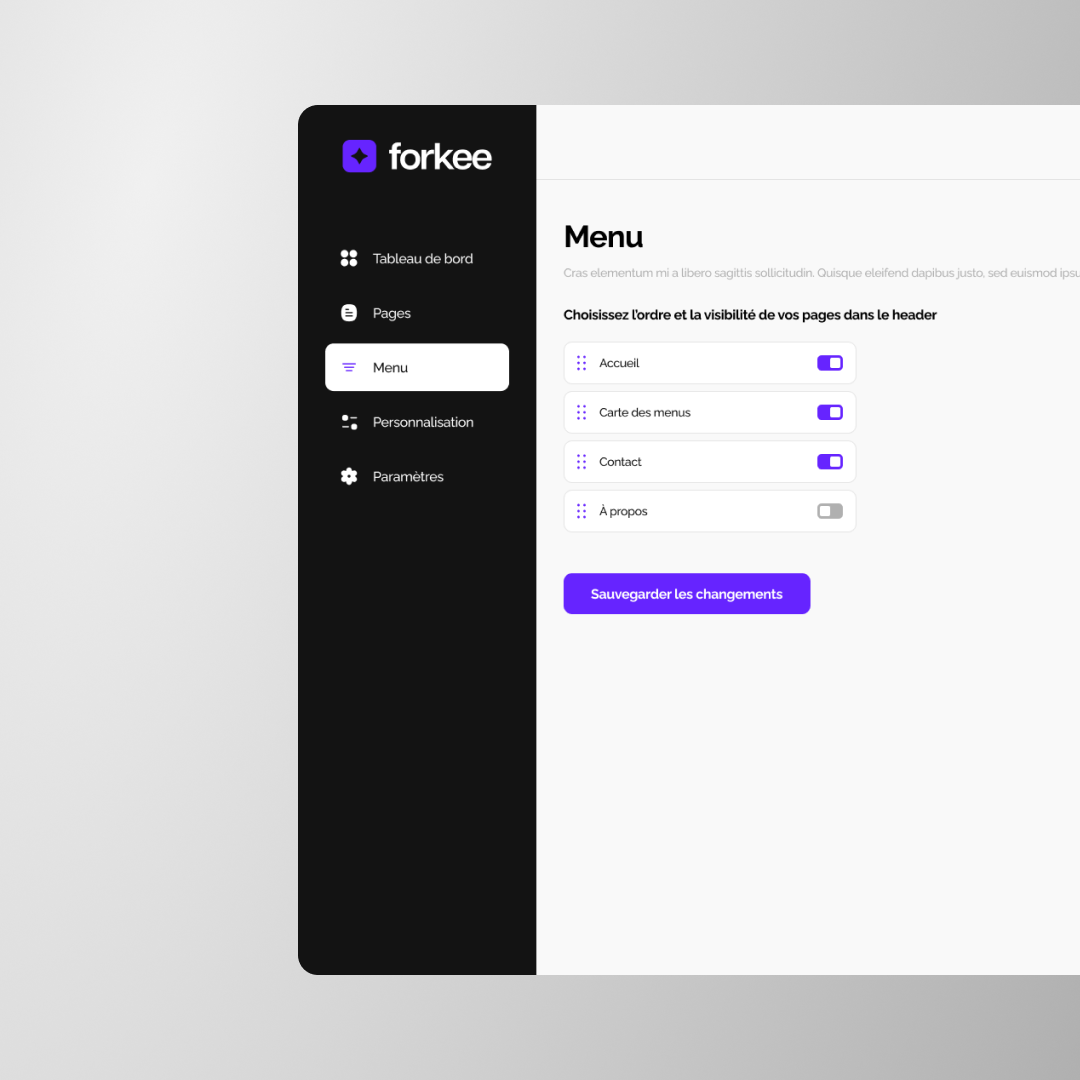 forkee
Tableau de bord
Pages
Menu
Personnalisation
Paramètres
Menu
Cras elementum mi a libero sagittis sollicitudin. Quisque eleifend dapibus justo, sed euismod
Choisissez l'ordre et la visibilité de vos pages dans le header
Accueil
Carte des menus
Contact
À propos
Sauvegarder les changements